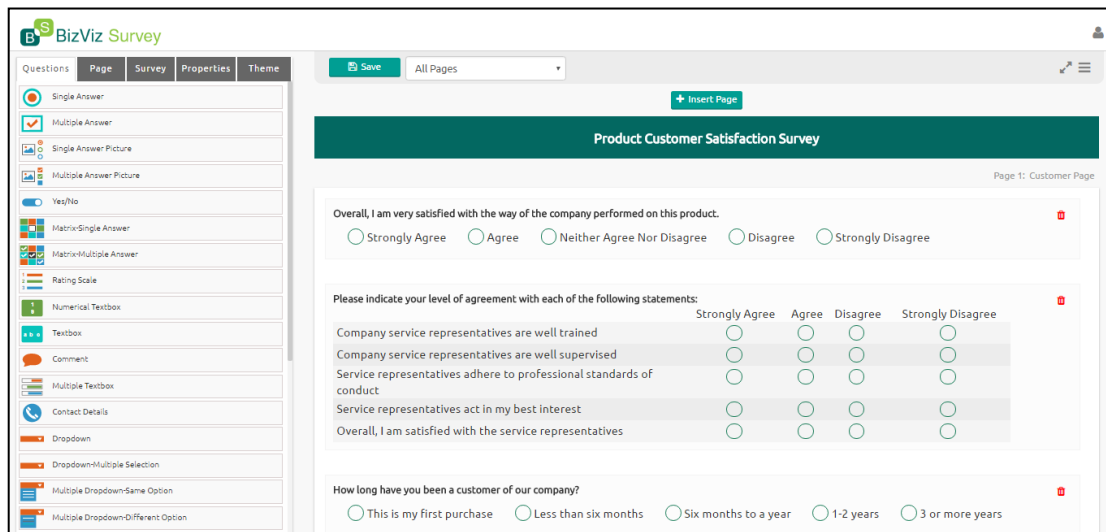 BS BizViz Survey
Questions Page Survey Properties Theme
Save All Pages
Single Answer
Multiple Answer
Single Answer Picture
Multiple Answer Picture
Yes/No
Matrix-Single Answer
Matrix-Multiple Answer
Rating Scale
Numerical Textbox
Textbox
Comment
Multiple Textbox
Contact Details
Dropdown
Dropdown-Multiple Selection
Multiple Dropdown-Same Option
Multiple Dropdown-Different Option
+ Insert Page
Product Customer Satisfaction Survey
Page 1: Customer Page
Overall, I am very satisfied with the way of the company performed on this product.
Strongly Agree Agree Neither Agree Nor Disagree Disagree Strongly Disagree
Please indicate your level of agreement with each of the following statements:
Strongly Agree Agree Disagree Strongly Disagree
Company service representatives are well trained
Company service representatives are well supervised
Service representatives adhere to professional standards of
conduct
Service representatives act in my best interest
Overall, I am satisfied with the service representatives
How long have you been a customer of our company?
This is my first purchase Less than six months Six months to a year 1-2 years 3 or more years